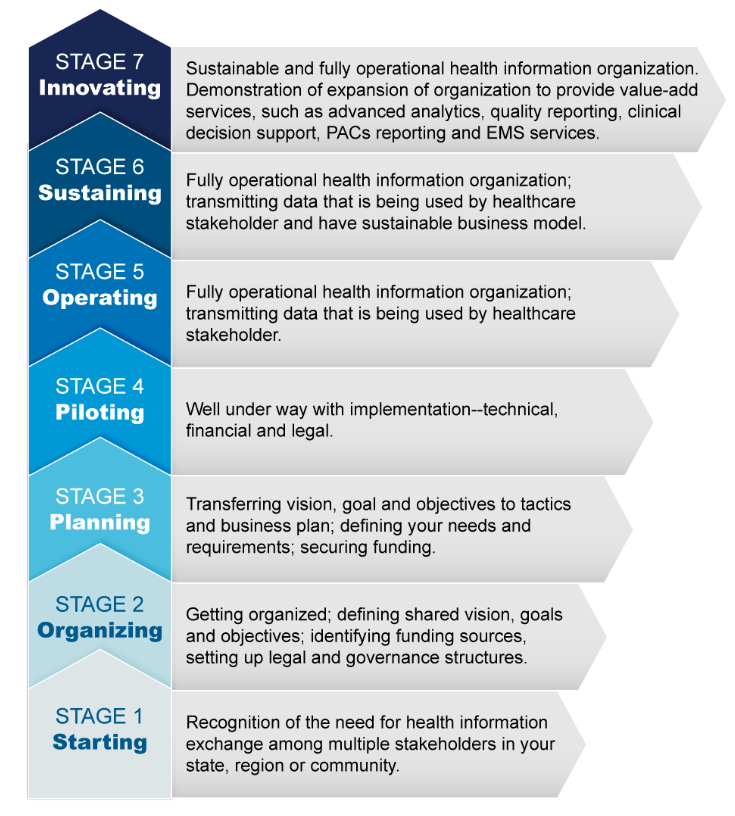 STAGE 7
Innovating
Sustainable and fully operational health information organization.
Demonstration of expansion of organization to provide value-add
services, such as advanced analytics, quality reporting, clinical
decision support, PACs reporting and EMS services.
STAGE 6
Sustaining
Fully operational health information organization;
transmitting data that is being used by healthcare
stakeholder and have sustainable business model.
STAGE 5
Operating
Fully operational health information organization;
transmitting data that is being used by healthcare
stakeholder.
STAGE 4
Piloting
Well under way with implementation--technical,
financial and legal.
STAGE 3
Planning
Transferring vision, goal and objectives to tactics
and business plan; defining your needs and
requirements; securing funding.
STAGE 2
Organizing
Getting organized; defining shared vision, goals
and objectives; identifying funding sources,
setting up legal and governance structures.
STAGE 1
Starting
Recognition of the need for health information
exchange among multiple stakeholders in your
state, region or community.